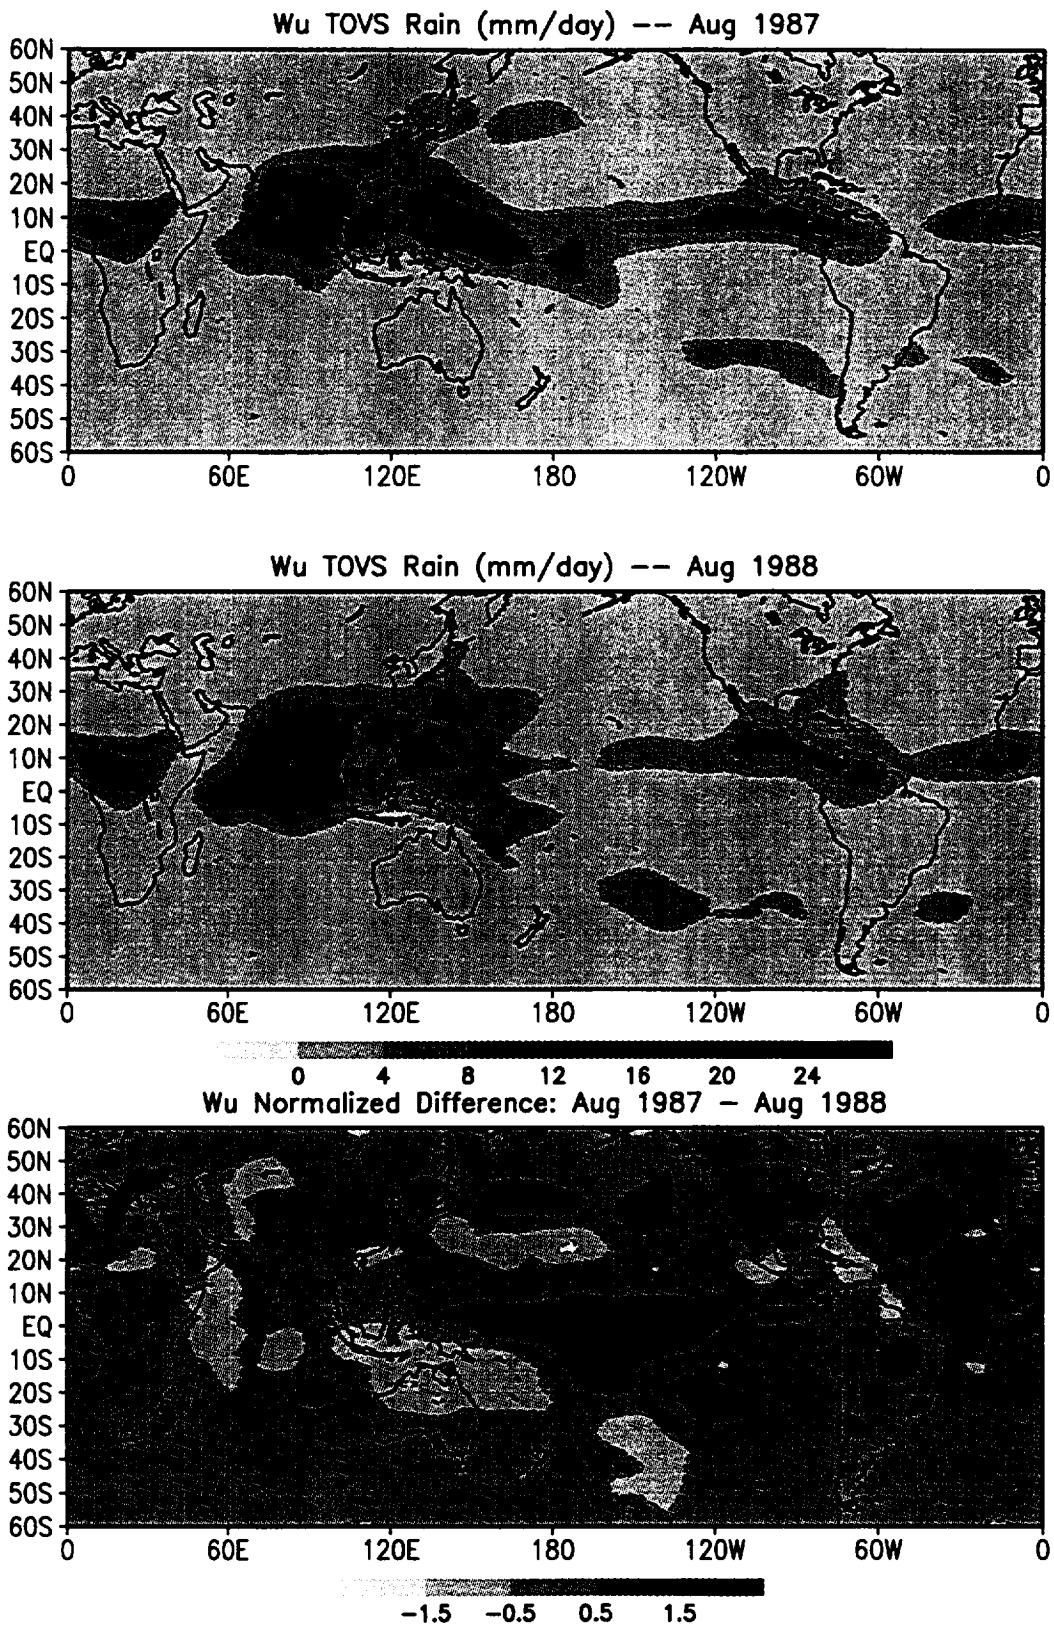 Wu TOVS Rain (mm/day) -- Aug 1987
60N
50N
40N
30N
20N
10N
EQ
10S
20S
30S
40S
50S
60S
0 60E 120E 180 120W 60W 0
Wu TOVS Rain (mm/day) -- Aug 1988
60N
50N
40N
30N
20N
10N
EQ
10S
20S
30S
40S
50S
60S
0 60E 120E 180 120W 60W 0
0 4 8 12 16 20 24
Wu Normalized Difference: Aug 1987 - Aug 1988
60N
50N
40N
30N
20N
10N
EQ
10S
20S
30S
40S
50S
60S
0 60E 120E 180 120W 60W 0
-1.5 -0.5 0.5 1.5